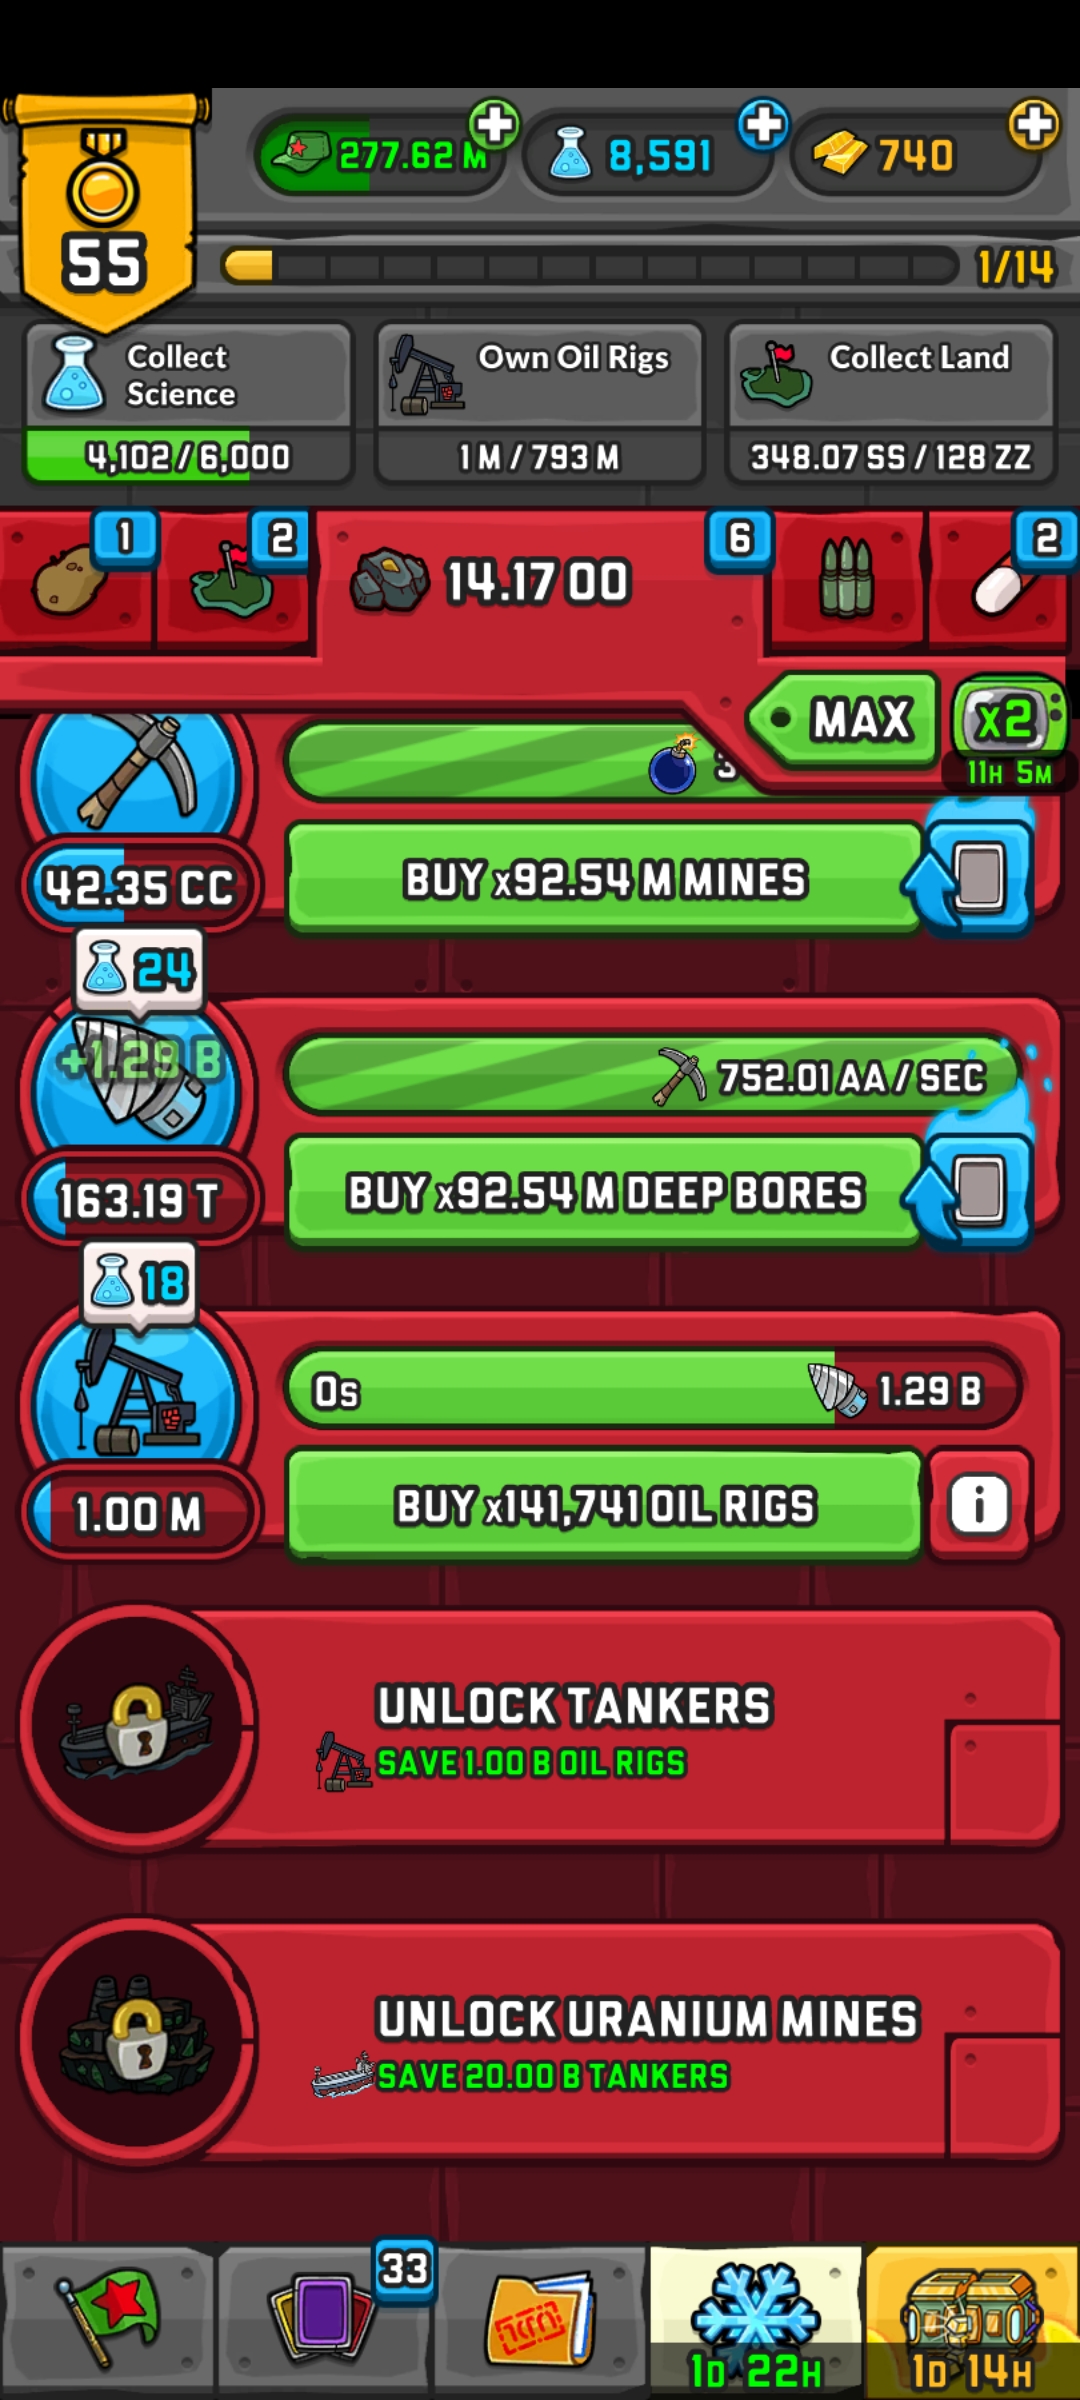 277.62 M
8,591
740
55
1/14
Collect Science
4,102 / 6,000
Own Oil Rigs
1 M / 793 M
Collect Land
348.07 SS / 128 ZZ
1
2
14.17 OO
6
2
MAX
x2
11H 5M
42.35 CC
BUY x92.54 M MINES
24
+1.29 B
752.01 AA / SEC
163.19 T
BUY x92.54 M DEEP BORES
18
0s
1.29 B
1.00 M
BUY x141,741 OIL RIGS
i
UNLOCK TANKERS
SAVE 1.00 B OIL RIGS
UNLOCK URANIUM MINES
SAVE 20.00 B TANKERS
33
1D 22H
1D 14H